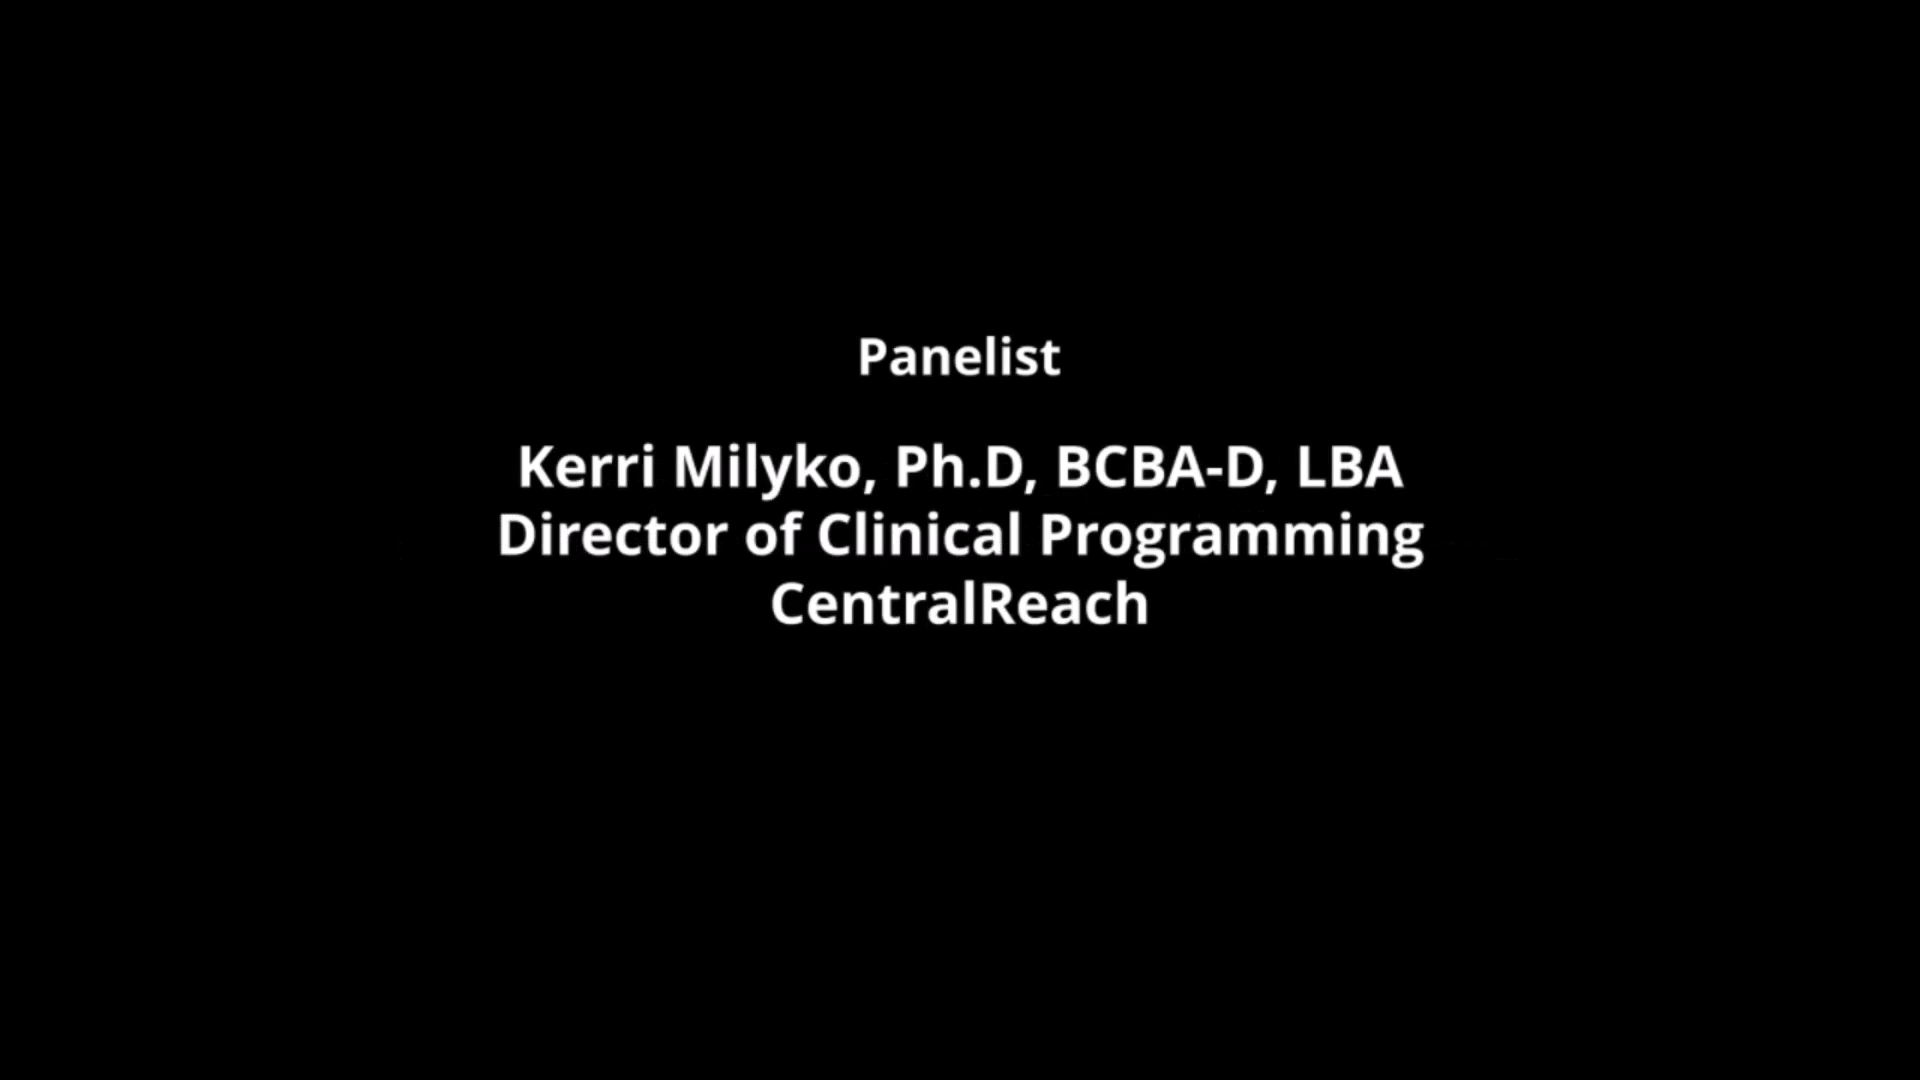 Panelist
Kerri Milyko, Ph.D, BCBA-D, LBA
Director of Clinical Programming
CentralReach